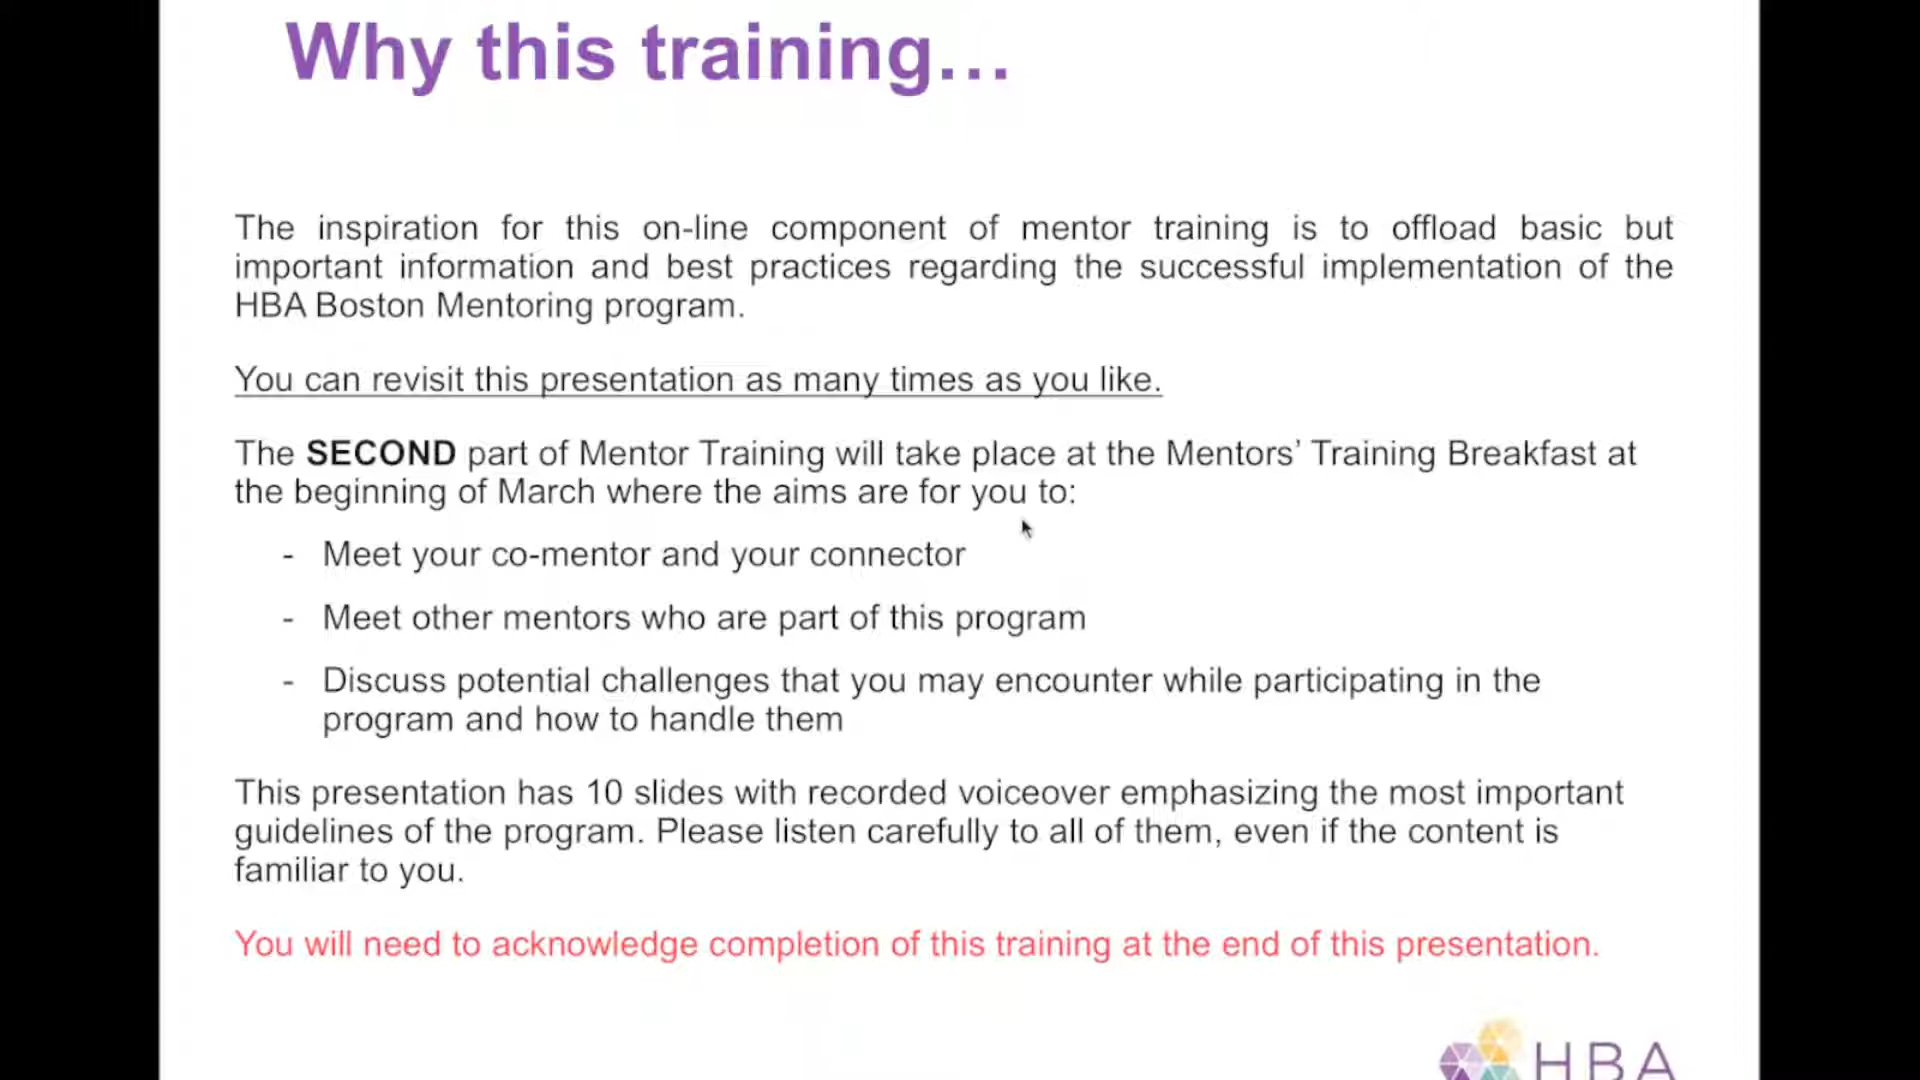 Why this training...
The inspiration for this on-line component of mentor training is to offload basic but
important information and best practices regarding the successful implementation of the
HBA Boston Mentoring program.
You can revisit this presentation as many times as you like.
The SECOND part of Mentor Training will take place at the Mentors’ Training Breakfast at
the beginning of March where the aims are for you to:
- Meet your co-mentor and your connector
- Meet other mentors who are part of this program
- Discuss potential challenges that you may encounter while participating in the
program and how to handle them
This presentation has 10 slides with recorded voiceover emphasizing the most important
guidelines of the program. Please listen carefully to all of them, even if the content is
familiar to you.
You will need to acknowledge completion of this training at the end of this presentation.
HBA